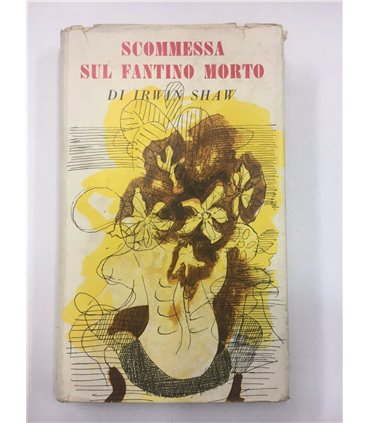 SCOMMESSA
SUL FANTINO MORTO
DI IRWIN SHAW